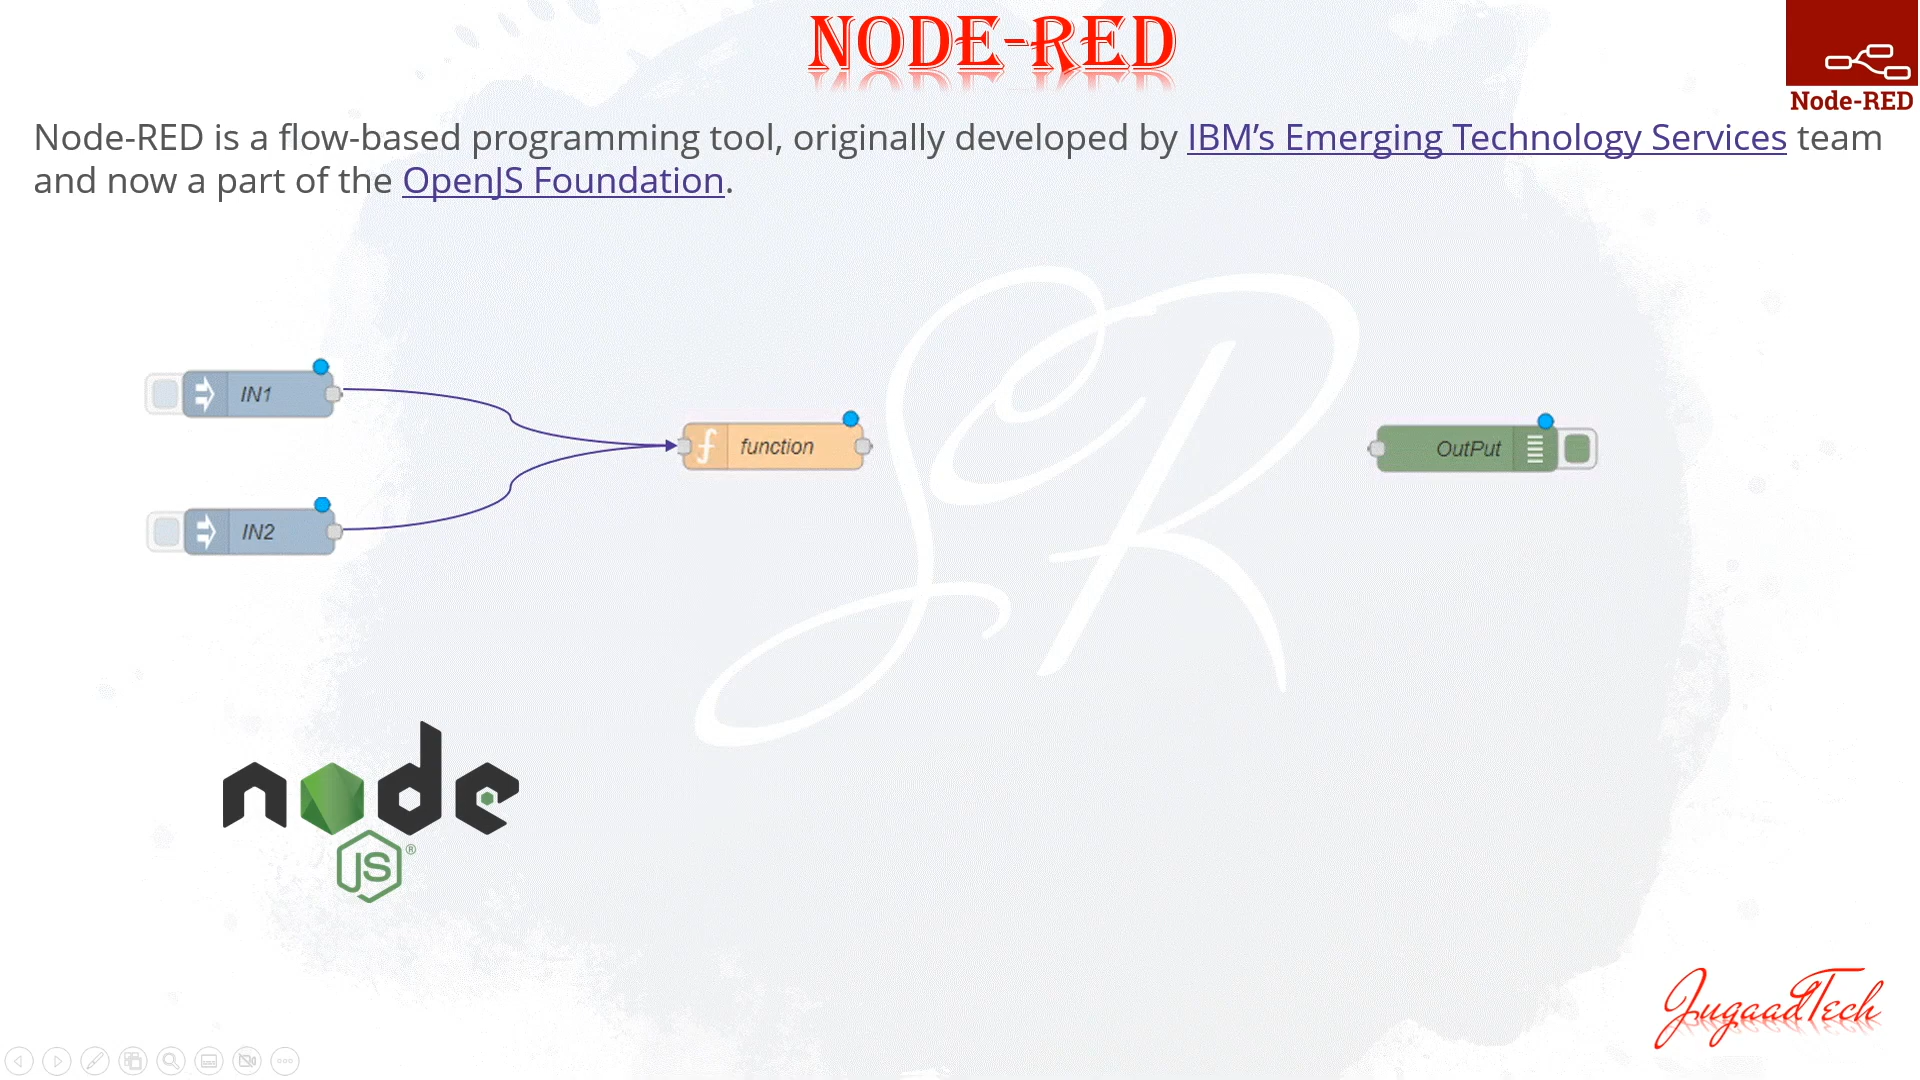 NODE-RED
Node-RED
Node-RED is a flow-based programming tool, originally developed by IBM’s Emerging Technology Services team
and now a part of the OpenJS Foundation.
SR
IN1
function
OutPut
IN2
node
JS®
JugaadTech